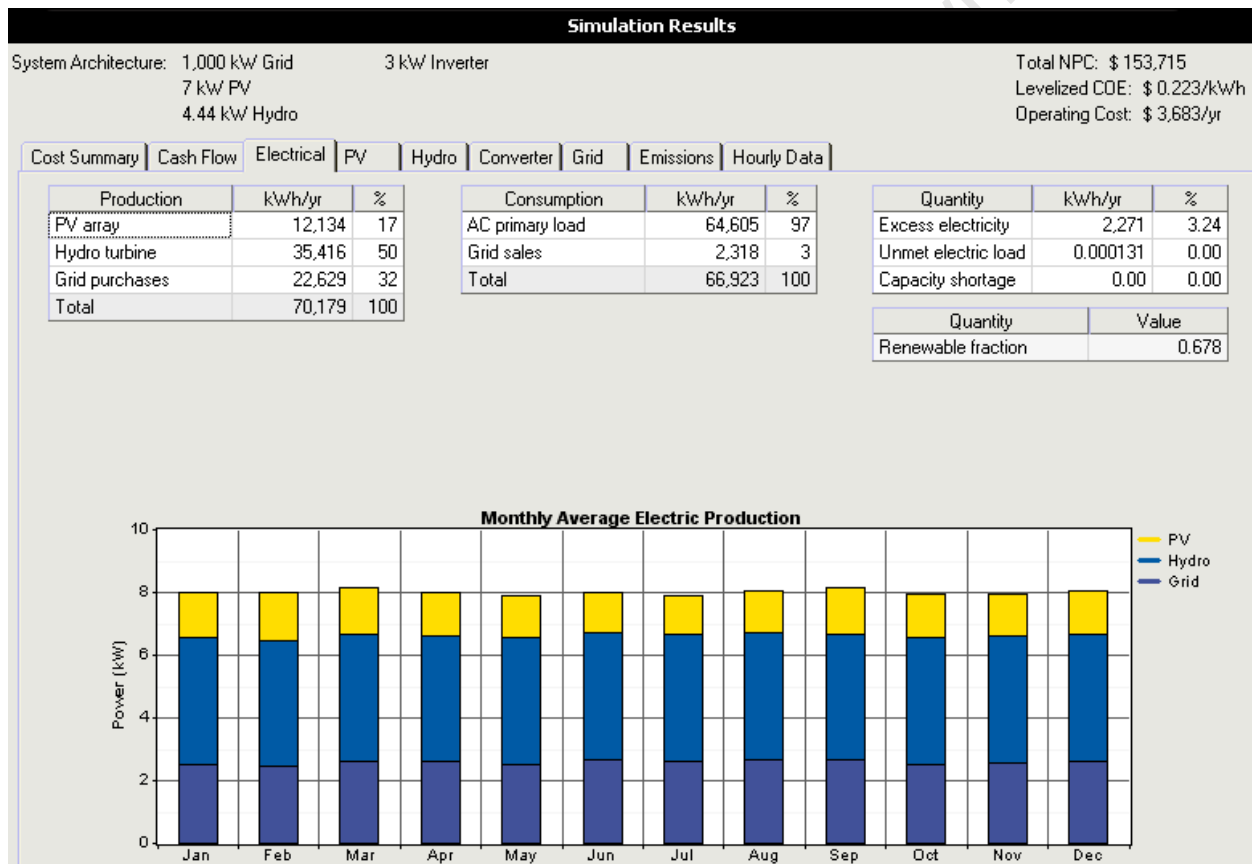 Simulation Results
System Architecture: 1,000 kW Grid 3 kW Inverter
7 kW PV
4.44 kW Hydro
Total NPC: $ 153,715
Levelized COE: $ 0.223/kWh
Operating Cost: $ 3,683/yr
Cost Summary Cash Flow Electrical PV Hydro Converter Grid Emissions Hourly Data
Production kWh/yr %
PV array 12,134 17
Hydro turbine 35,416 50
Grid purchases 22,629 32
Total 70,179 100
Consumption kWh/yr %
AC primary load 64,605 97
Grid sales 2,318 3
Total 66,923 100
Quantity kWh/yr %
Excess electricity 2,271 3.24
Unmet electric load 0.000131 0.00
Capacity shortage 0.00 0.00
Quantity Value
Renewable fraction 0.678
Monthly Average Electric Production
Power (kW)
10
8
6
4
2
0
Jan Feb Mar Apr May Jun Jul Aug Sep Oct Nov Dec
PV
Hydro
Grid